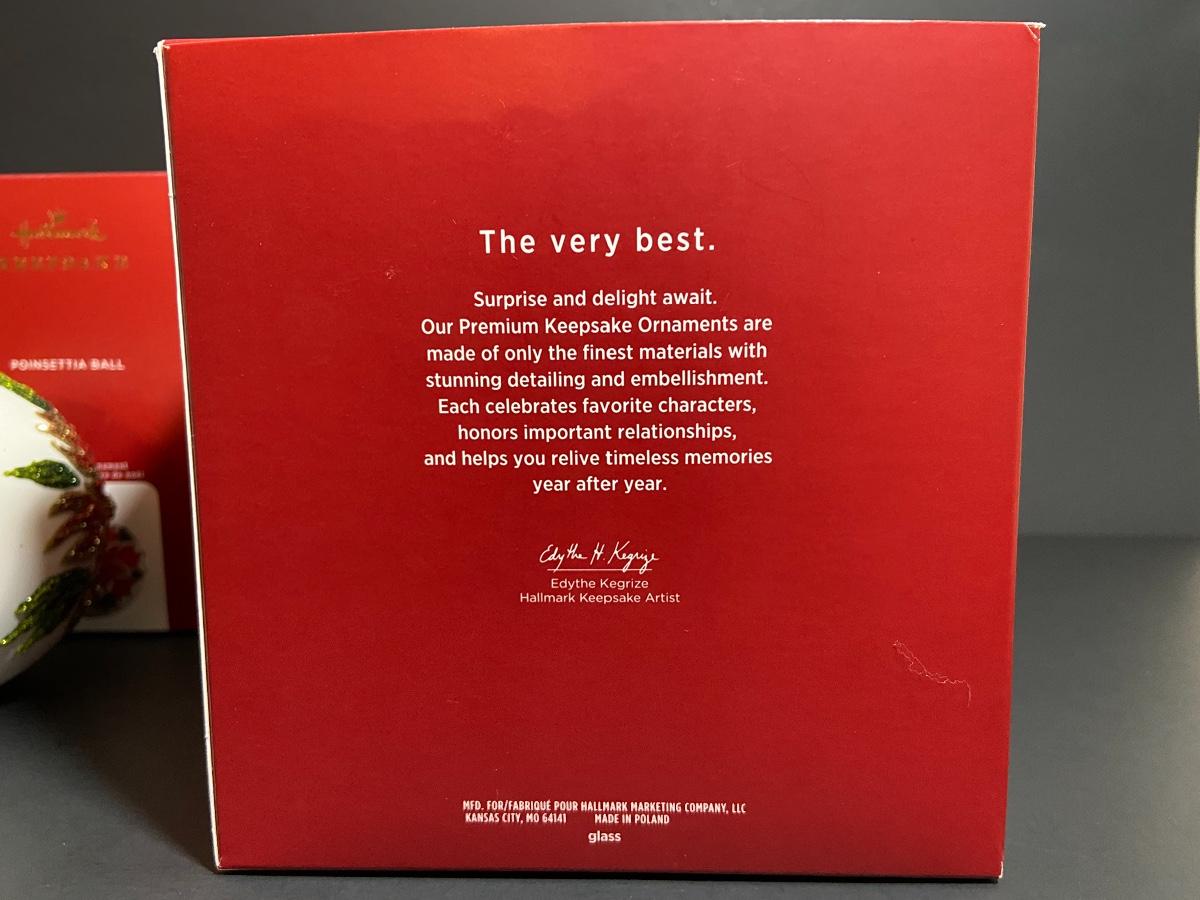 Hallmark
POINSETTIA BALL
The very best.
Surprise and delight await.
Our Premium Keepsake Ornaments are
made of only the finest materials with
stunning detailing and embellishment.
Each celebrates favorite characters,
honors important relationships,
and helps you relive timeless memories
year after year.
Edythe H. Kegrize
Edythe Kegrize
Hallmark Keepsake Artist
MFD. FOR/FABRIQUÉ POUR HALLMARK MARKETING COMPANY, LLC
KANSAS CITY, MO 64141 MADE IN POLAND
glass